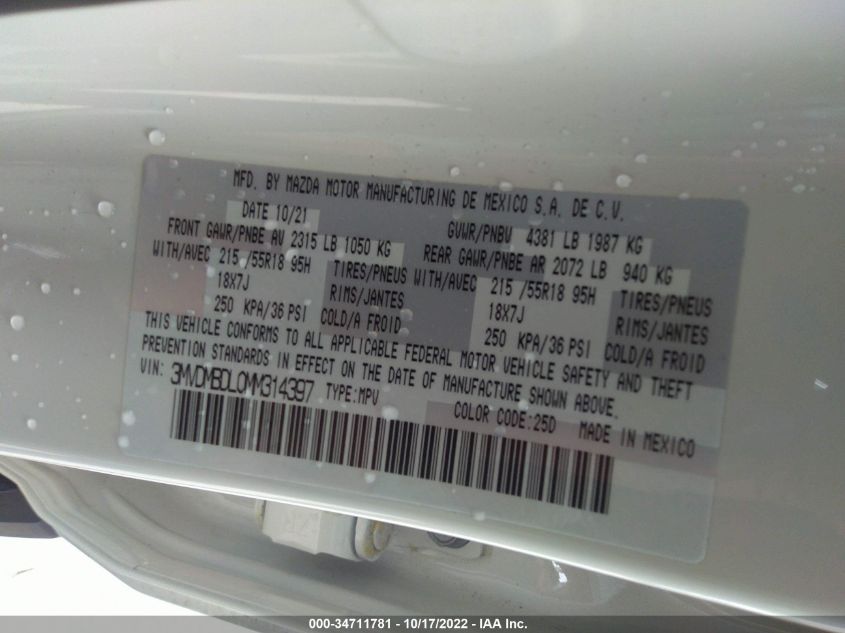 MFD. BY MAZDA MOTOR MANUFACTURING DE MEXICO S.A. DE C.V.
DATE 10/21 GVWR/PNBV 4381 LB 1987 KG
FRONT GAWR/PNBE AV 2315 LB 1050 KG REAR GAWR/PNBE AR 2072 LB 940 KG
WITH/AVEC 215 /55R18 95H TIRES/PNEUS WITH/AVEC 215 /55R18 95H TIRES/PNEUS
18X7J RIMS/JANTES 18X7J RIMS/JANTES
250 KPA/36 PSI COLD/A FROID 250 KPA/36 PSI COLD/A FROID
THIS VEHICLE CONFORMS TO ALL APPLICABLE FEDERAL MOTOR VEHICLE SAFETY AND THEFT
PREVENTION STANDARDS IN EFFECT ON THE DATE OF MANUFACTURE SHOWN ABOVE.
VIN: 3MVDMBDL0MM314397 TYPE:MPV COLOR CODE:25D MADE IN MEXICO
000-34711781 - 10/17/2022 - IAA Inc.